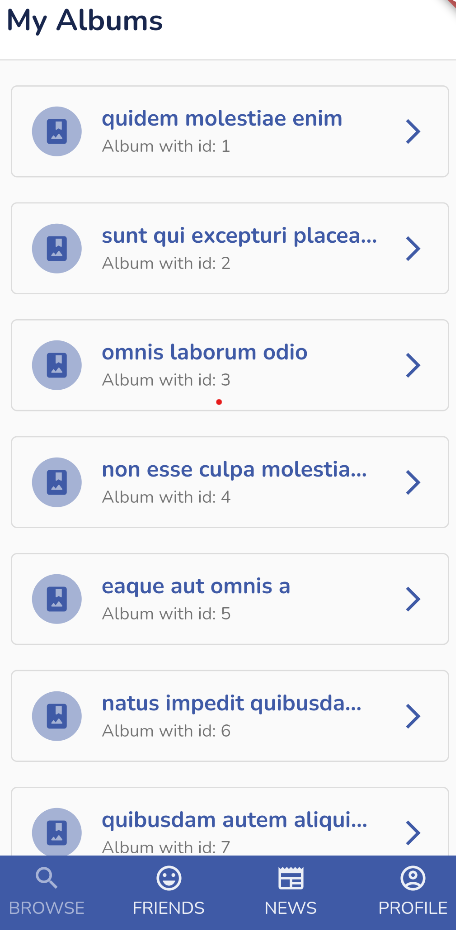 My Albums
quidem molestiae enim
Album with id: 1
sunt qui excepturi placea...
Album with id: 2
omnis laborum odio
Album with id: 3
non esse culpa molestia...
Album with id: 4
eaque aut omnis a
Album with id: 5
natus impedit quibusda...
Album with id: 6
quibusdam autem aliqui...
Album with id: 7
BROWSE FRIENDS NEWS PROFILE